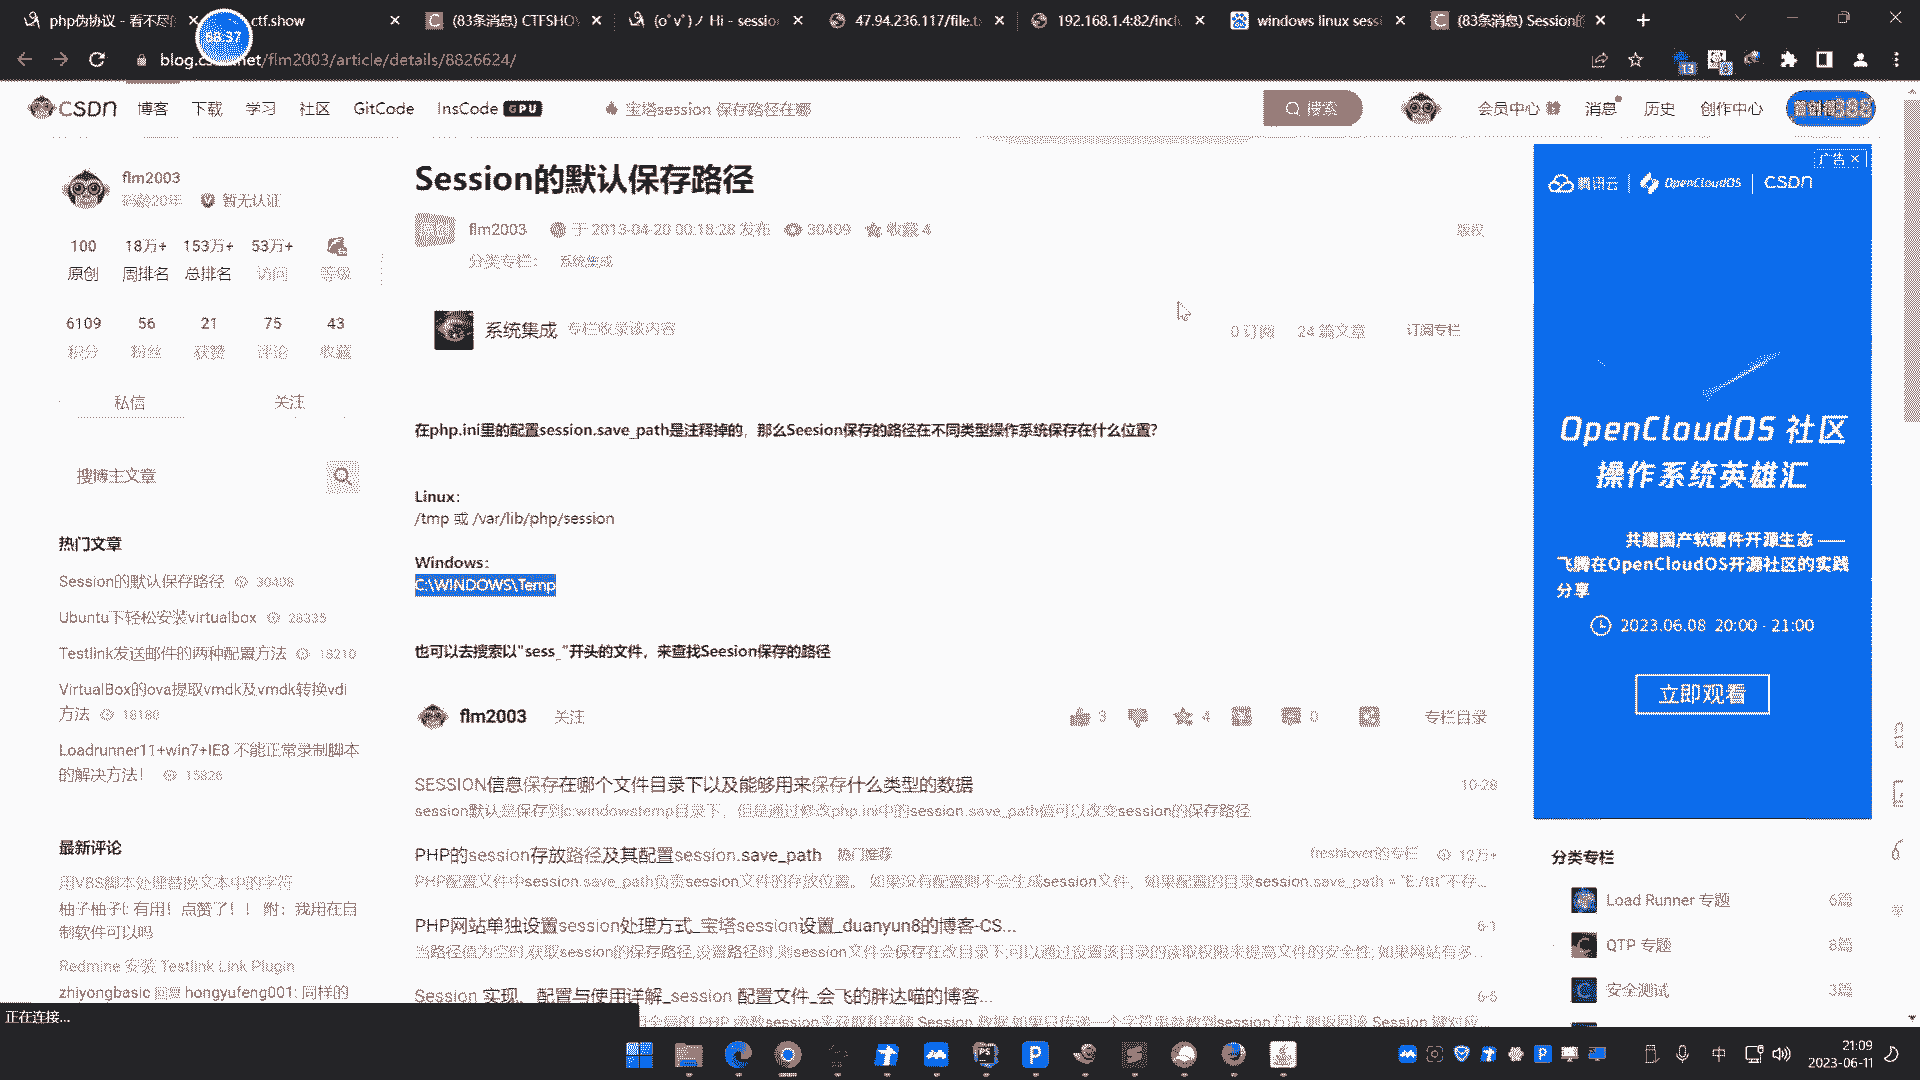 php伪协议 - 看不尽
ctf.show
(83条消息) CTFSHO
(o゚v゚)ノ Hi - sessio
47.94.236.117/file.t
192.168.1.4:82/incl
windows linux sessi
(83条消息) Session的
68:37
/flm2003/article/details/8826624/
13
CSDN 博客 下载 学习 社区 GitCode InsCode GPU 宝塔session 保存路径在哪 搜索 会员中心 消息 历史 创作中心
flm2003
码龄20年 暂无认证
100 18万+ 153万+ 53万+
原创 周排名 总排名 访问 等级
6109 56 21 75 43
积分 粉丝 获赞 评论 收藏
私信 关注
搜博主文章
热门文章
Session的默认保存路径 30408
Ubuntu下轻松安装virtualbox 28335
Testlink发送邮件的两种配置方法 18210
VirtualBox的ova提取vmdk及vmdk转换vdi
方法 16180
Loadrunner11+win7+IE8 不能正常录制脚本
的解决方法！ 15826
最新评论
用VBS脚本处理替换文本中的字符
柚子柚子t: 有用！点赞了！！ 附：我用在自
制软件可以吗
Redmine 安装 Testlink Link Plugin
zhiyongbasic 回复 hongyufeng001: 同样的
正在连接...
Session的默认保存路径
flm2003 于 2013-04-20 00:18:28 发布 30409 收藏 4
版权
分类专栏： 系统集成
系统集成 专栏收录该内容
0 订阅 24 篇文章 订阅专栏
在php.ini里的配置session.save_path是注释掉的，那么Seesion保存的路径在不同类型操作系统保存在什么位置?
Linux:
/tmp 或 /var/lib/php/session
Windows:
C:\WINDOWS\Temp
也可以去搜索以"sess_"开头的文件，来查找Seesion保存的路径
flm2003 关注
3 4 0 专栏目录
SESSION信息保存在哪个文件目录下以及能够用来保存什么类型的数据 10-28
session默认是保存到c:windowstemp目录下，但是通过修改php.ini中的session.save_path值可以改变session的保存路径
PHP的session存放路径及其配置session.save_path 热门推荐 freshlover的专栏 12万+
PHP配置文件中session.save_path负责session文件的存放位置。 如果没有配置则不会生成session文件，如果配置的目录session.save_path = "E:/ttt"不存...
PHP网站单独设置session处理方式_宝塔session设置_duanyun8的博客-CS... 6-1
当路径值为空时,获取session的保存路径,设置路径时,则session文件会保存在改目录下,可以通过设置该目录的读取权限来提高文件的安全性, 如果网站有多...
Session 实现、配置与使用详解_session 配置文件_会飞的胖达喵的博客... 6-6
广告
腾讯云 OpenCloudOS CSDN
OpenCloudOS 社区
操作系统英雄汇
共建国产软硬件开源生态 ——
飞腾在OpenCloudOS开源社区的实践
分享
2023.06.08 20:00 - 21:00
立即观看
分类专栏
Load Runner 专题 6篇
QTP 专题 8篇
安全测试 3篇
中
21:09
2023-06-11